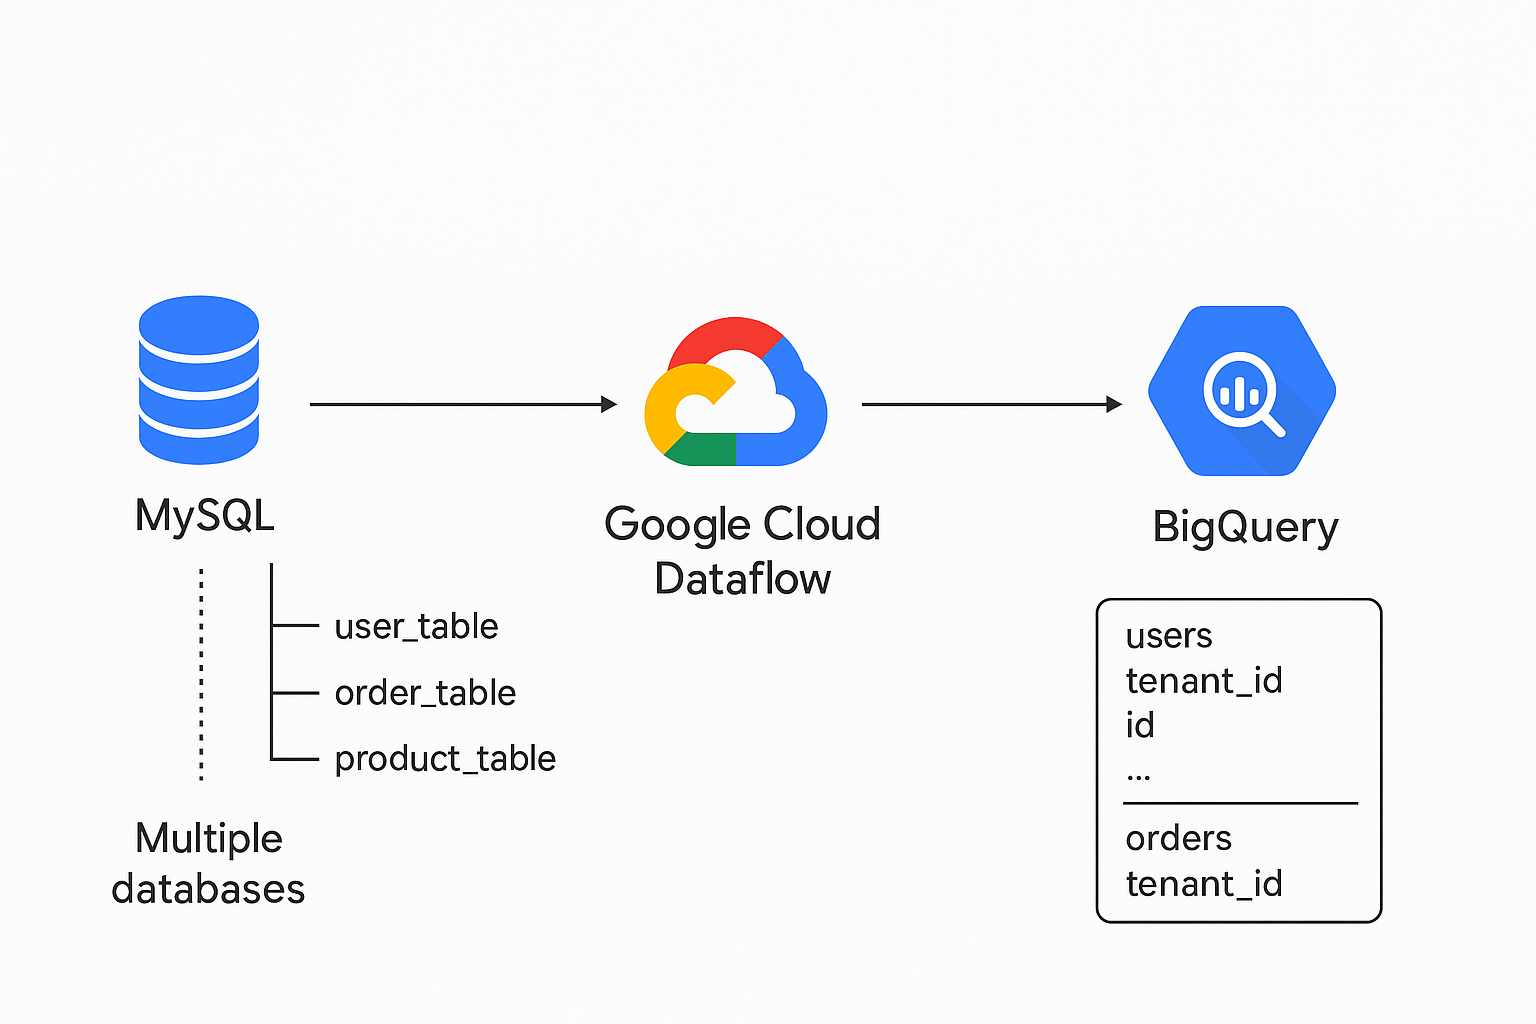 MySQL
Google Cloud
Dataflow
BigQuery
user_table
order_table
product_table
Multiple
databases
users
tenant_id
id
...
orders
tenant_id